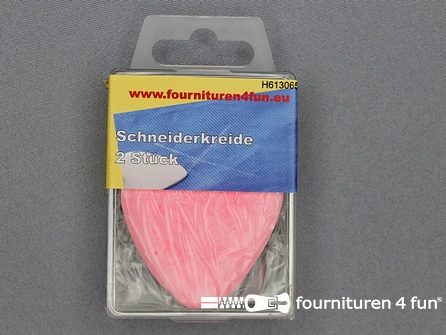 H613065
www.fournituren4fun.eu
Schneiderkreide
2 Stück
fournituren 4 fun®